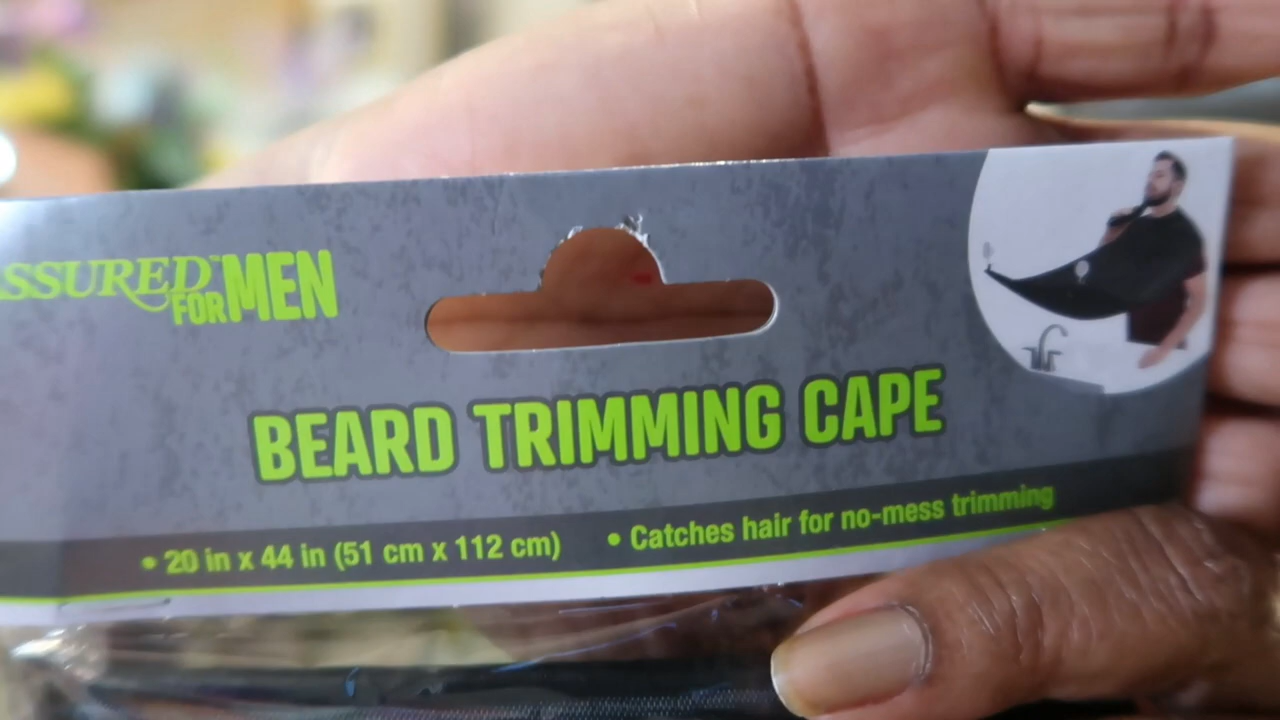 ASSURED™
FOR MEN
BEARD TRIMMING CAPE
• 20 in x 44 in (51 cm x 112 cm) • Catches hair for no-mess trimming